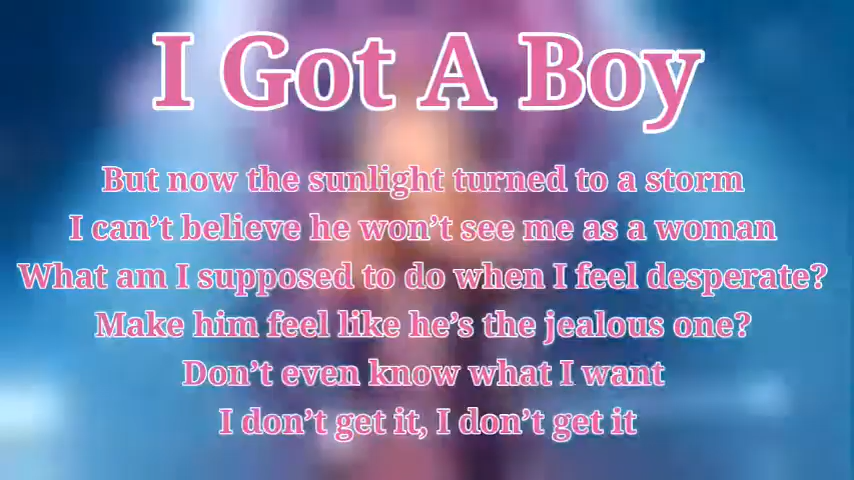 I Got A Boy
But now the sunlight turned to a storm
I can’t believe he won’t see me as a woman
What am I supposed to do when I feel desperate?
Make him feel like he’s the jealous one?
Don’t even know what I want
I don’t get it, I don’t get it